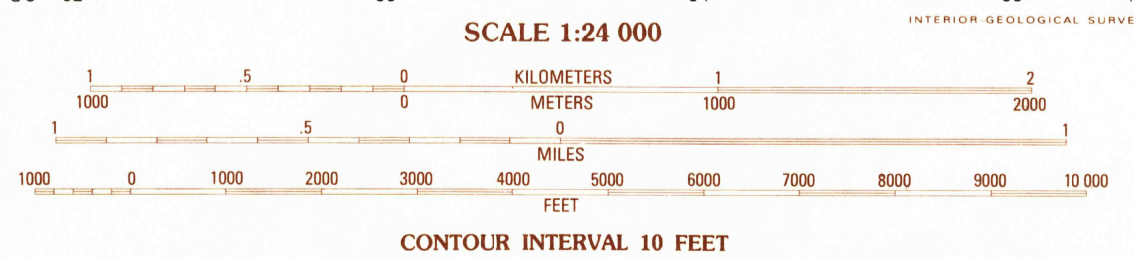 INTERIOR-GEOLOGICAL SURVE
SCALE 1:24 000
1 .5 0 KILOMETERS 1 2
1000 0 METERS 1000 2000
1 .5 0 1
MILES
1000 0 1000 2000 3000 4000 5000 6000 7000 8000 9000 10 000
FEET
CONTOUR INTERVAL 10 FEET